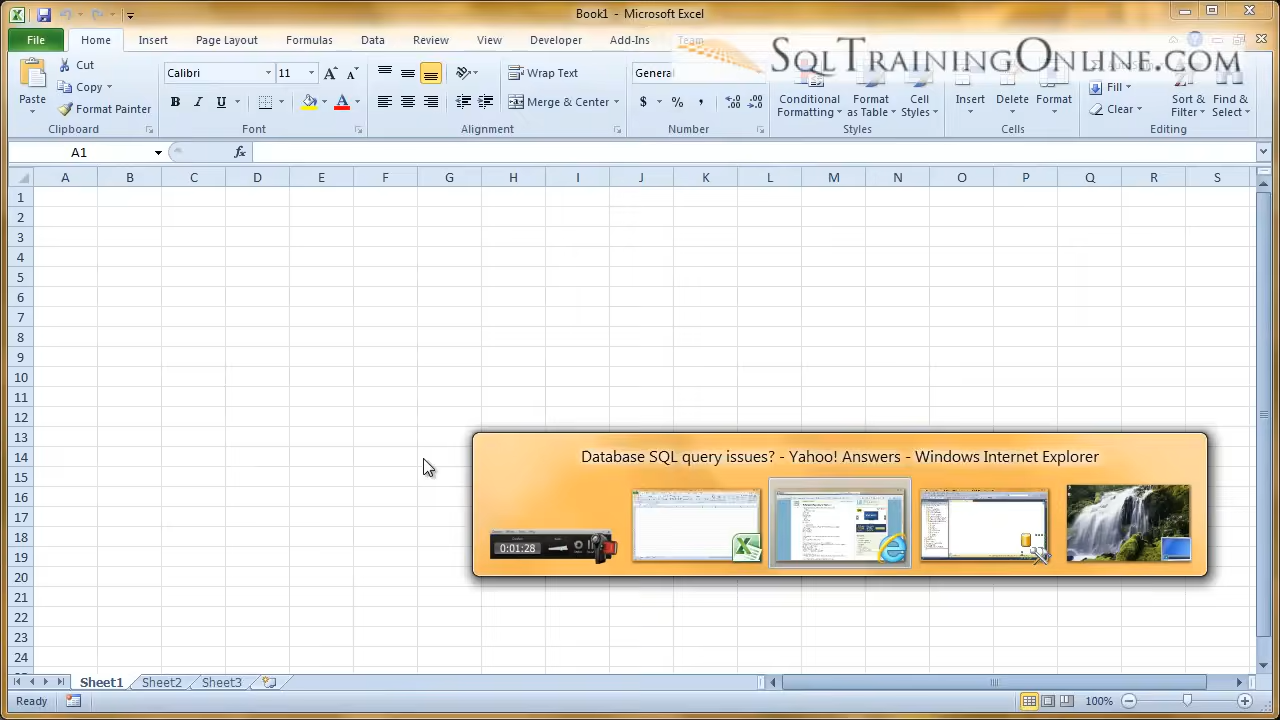 Book1 - Microsoft Excel
File Home Insert Page Layout Formulas Data Review View Developer Add-Ins Team
SqlTrainingOnline.com
Paste Cut Copy Format Painter
Calibri 11
B I U A
Wrap Text
Merge & Center
General
$ % ,
Conditional Formatting
Format as Table
Cell Styles
Insert Delete Format
Fill
Clear
Sort & Filter
Find & Select
Clipboard Font Alignment Number Styles Cells Editing
A1 fx
A B C D E F G H I J K L M N O P Q R S
1
2
3
4
5
6
7
8
9
10
11
12
13
14
15
16
17
18
19
20
21
22
23
24
Database SQL query issues? - Yahoo! Answers - Windows Internet Explorer
0:01:28
Sheet1 Sheet2 Sheet3
Ready 100%